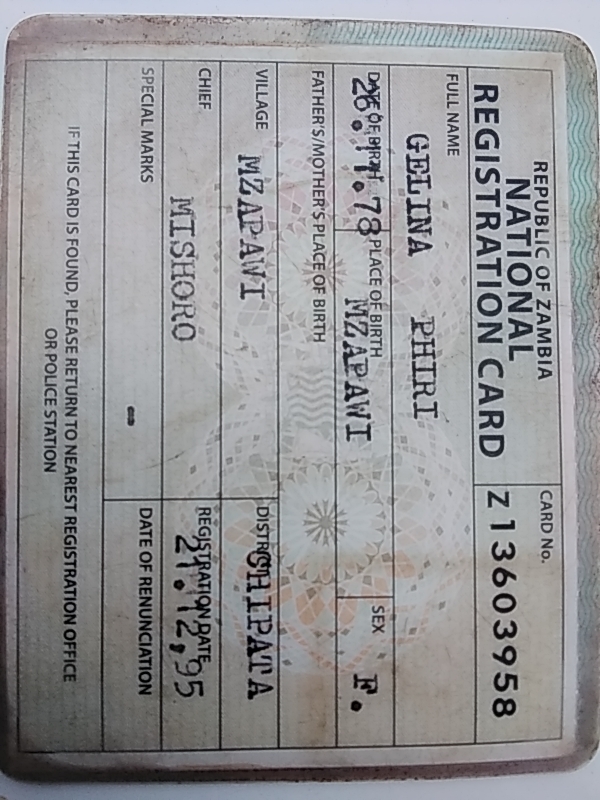 REPUBLIC OF ZAMBIA
NATIONAL
REGISTRATION CARD
CARD No.
Z13603958
FULL NAME
GELINA PHIRI
DATE OF BIRTH
26.11.78
PLACE OF BIRTH
MZAPAWI
SEX
F.
FATHER'S/MOTHER'S PLACE OF BIRTH
VILLAGE
MZAPAWI
DISTRICT
CHIPATA
CHIEF
MISHORO
REGISTRATION DATE
21.12,95
SPECIAL MARKS
-
DATE OF RENUNCIATION
IF THIS CARD IS FOUND, PLEASE RETURN TO NEAREST REGISTRATION OFFICE
OR POLICE STATION